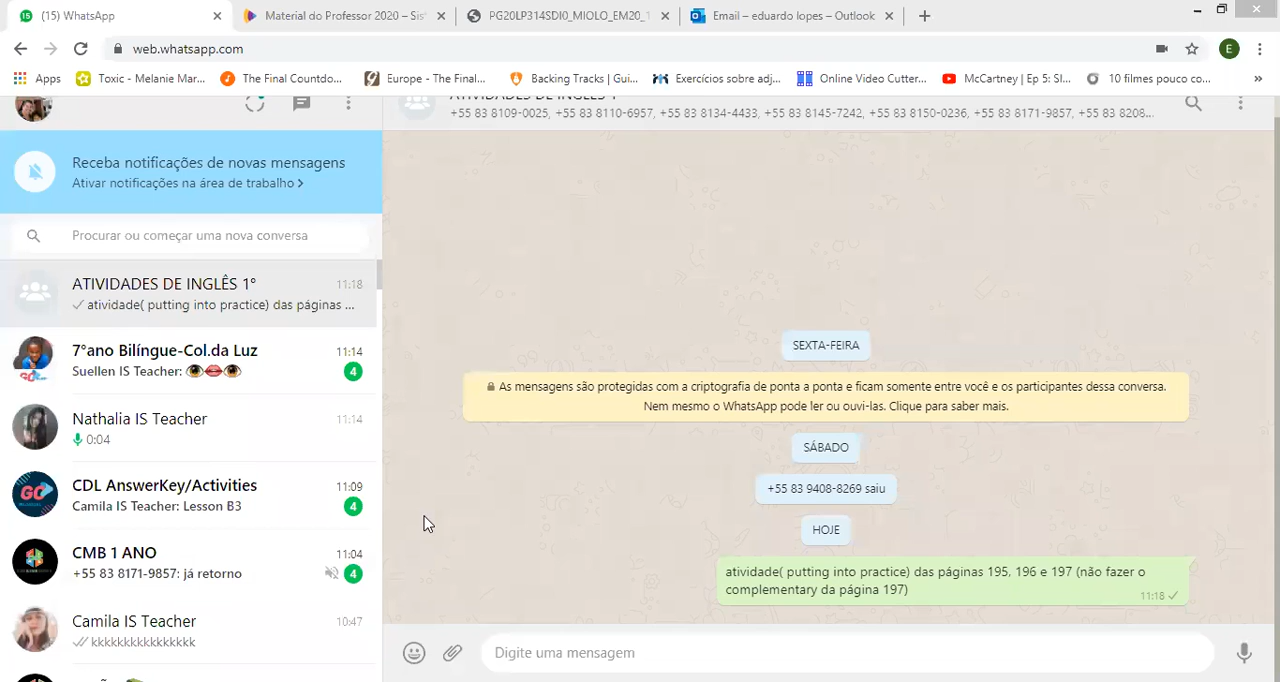 (15) WhatsApp
Material do Professor 2020 – Sis
PG20LP314SDI0_MIOLO_EM20_1
Email – eduardo lopes – Outlook
web.whatsapp.com
E
Apps
Toxic - Melanie Mar...
The Final Countdo...
Europe - The Final...
Backing Tracks | Gui...
Exercícios sobre adj...
Online Video Cutter...
McCartney | Ep 5: Sl...
10 filmes pouco co...
»
ATIVIDADES DE INGLÊS 1°
+55 83 8109-0025, +55 83 8110-6957, +55 83 8134-4433, +55 83 8145-7242, +55 83 8150-0236, +55 83 8171-9857, +55 83 8208...
Receba notificações de novas mensagens
Ativar notificações na área de trabalho >
Procurar ou começar uma nova conversa
ATIVIDADES DE INGLÊS 1°
11:18
atividade( putting into practice) das páginas ...
7°ano Bilíngue-Col.da Luz
11:14
Suellen IS Teacher: 👁👄👁
4
Nathalia IS Teacher
11:14
0:04
CDL AnswerKey/Activities
11:09
Camila IS Teacher: Lesson B3
4
CMB 1 ANO
11:04
+55 83 8171-9857: já retorno
4
Camila IS Teacher
10:47
kkkkkkkkkkkkkkkk
SEXTA-FEIRA
As mensagens são protegidas com a criptografia de ponta a ponta e ficam somente entre você e os participantes dessa conversa.
Nem mesmo o WhatsApp pode ler ou ouvi-las. Clique para saber mais.
SÁBADO
+55 83 9408-8269 saiu
HOJE
atividade( putting into practice) das páginas 195, 196 e 197 (não fazer o
complementary da página 197)
11:18
Digite uma mensagem